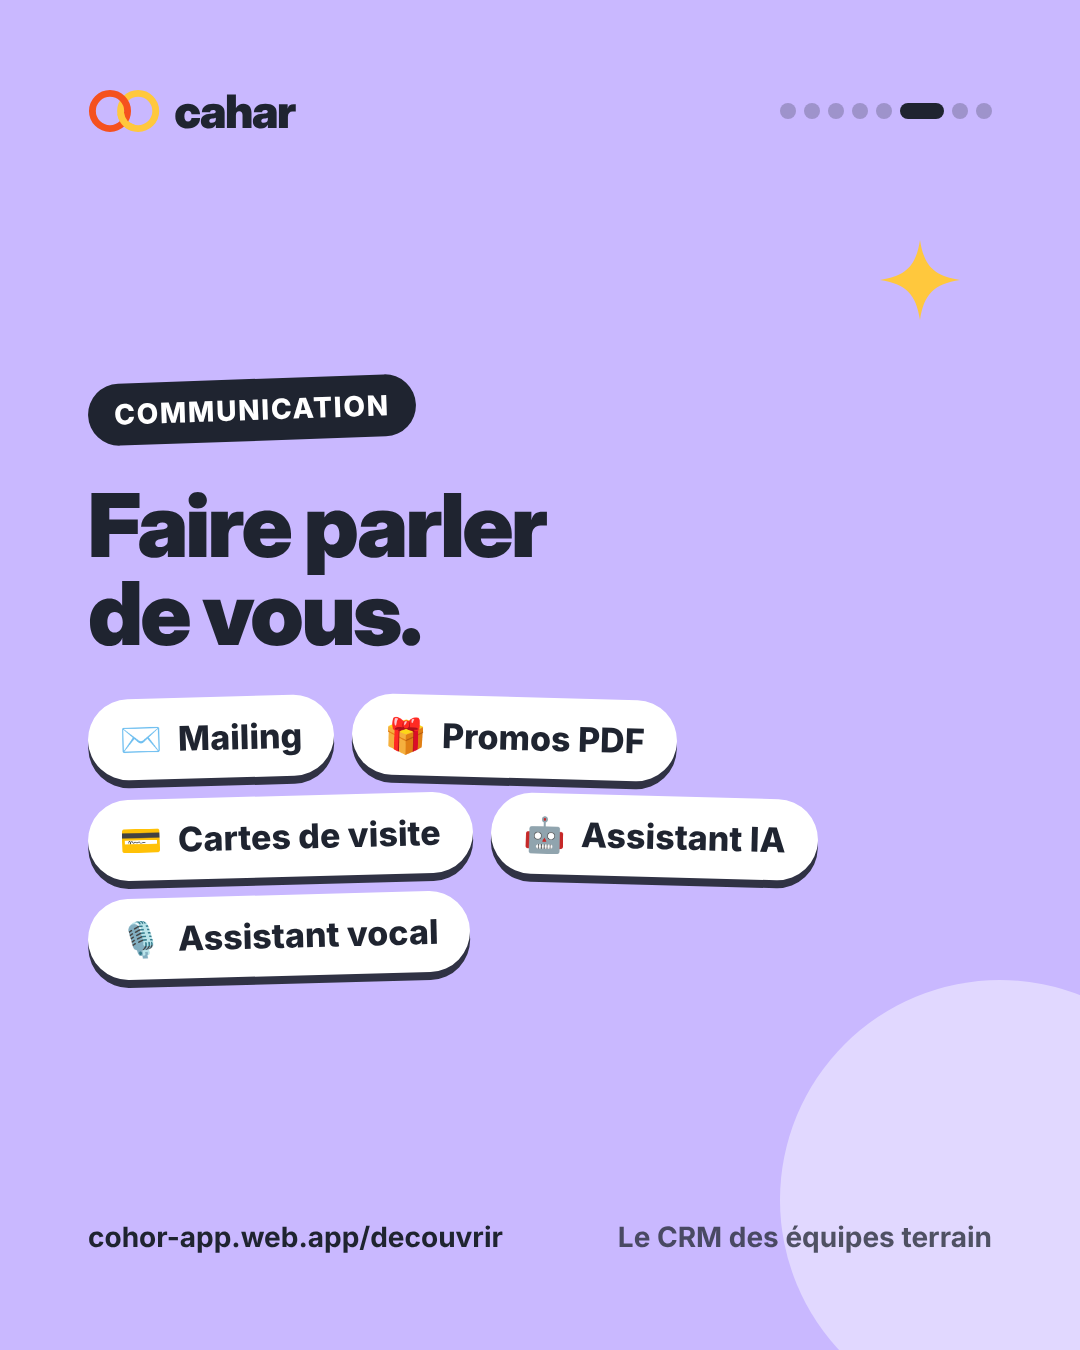 cahar
COMMUNICATION
Faire parler
de vous.
Mailing
Promos PDF
Cartes de visite
Assistant IA
Assistant vocal
cohor-app.web.app/decouvrir
Le CRM des équipes terrain